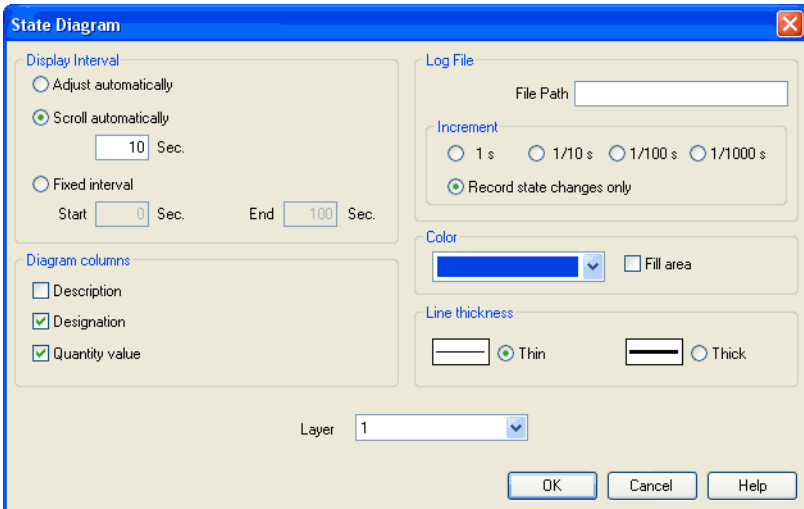 State Diagram
Display Interval
Adjust automatically
Scroll automatically
10 Sec.
Fixed interval
Start 0 Sec. End 100 Sec.
Diagram columns
Description
Designation
Quantity value
Log File
File Path
Increment
1 s 1/10 s 1/100 s 1/1000 s
Record state changes only
Color
Fill area
Line thickness
Thin Thick
Layer 1
OK Cancel Help